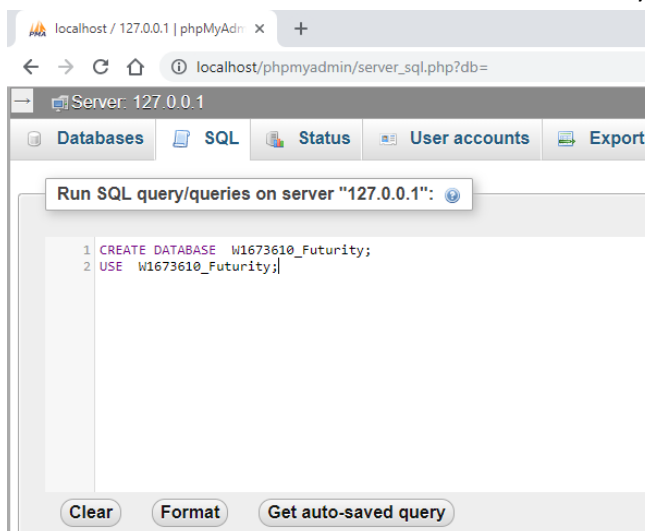 localhost / 127.0.0.1 | phpMyAdm
localhost/phpmyadmin/server_sql.php?db=
Server: 127.0.0.1
Databases SQL Status User accounts Export
Run SQL query/queries on server "127.0.0.1":
1 CREATE DATABASE W1673610_Futurity;
2 USE W1673610_Futurity;
Clear Format Get auto-saved query